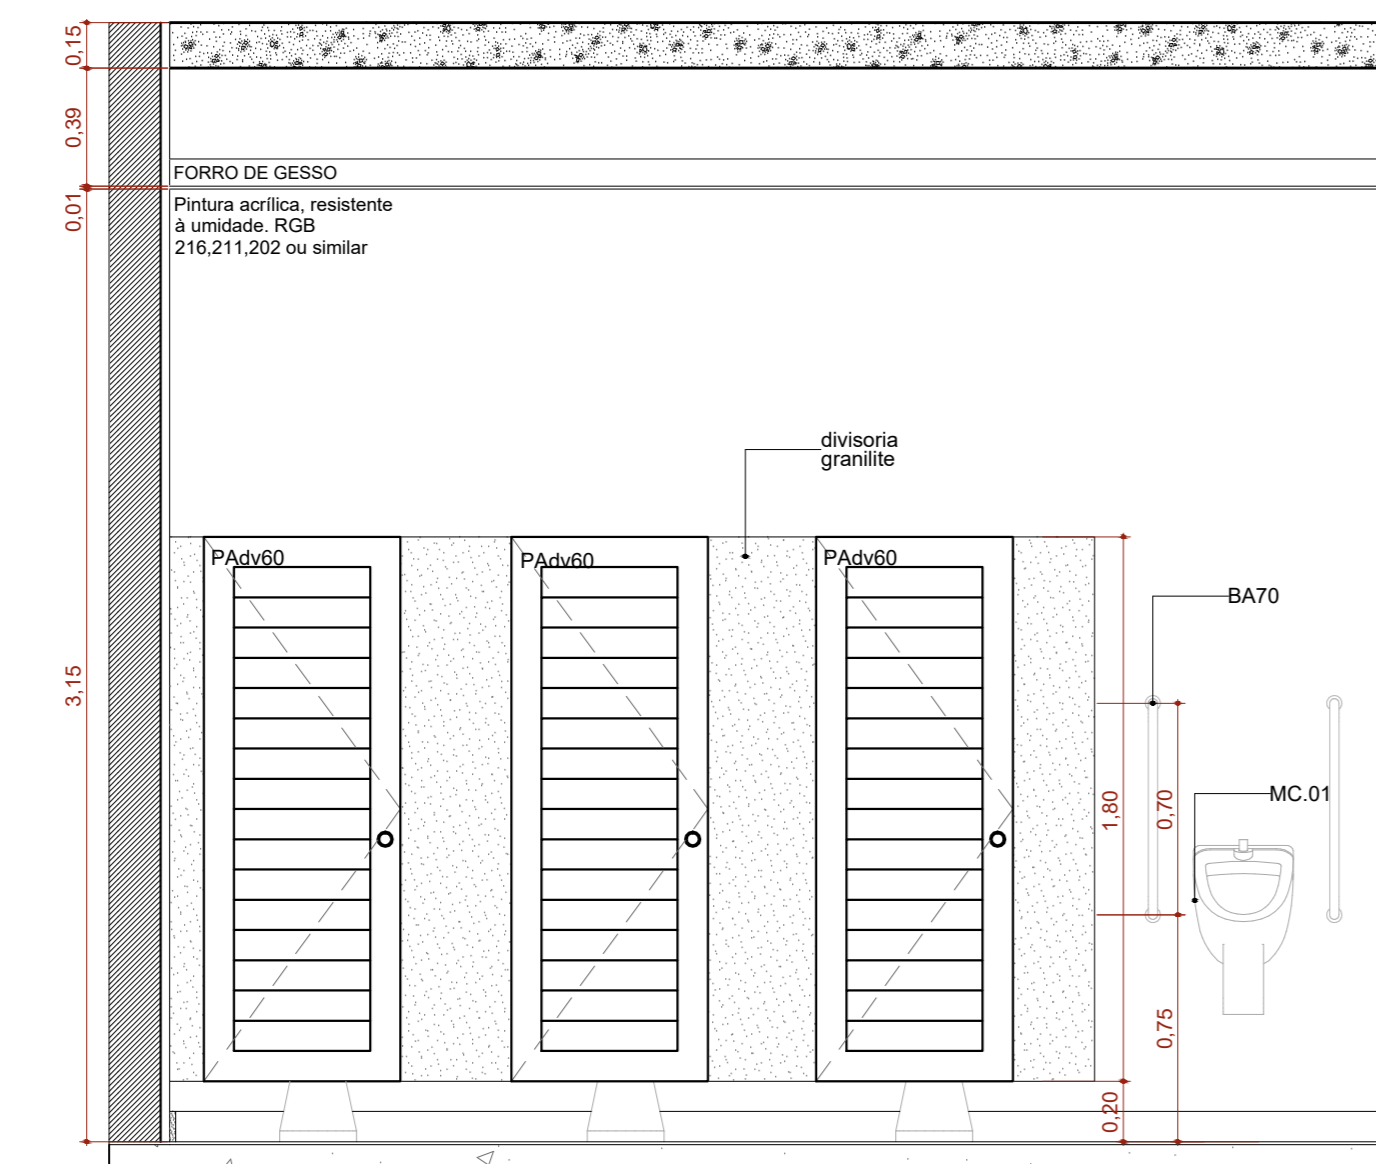 0,15
0,39
FORRO DE GESSO
0,01
Pintura acrílica, resistente
à umidade. RGB
216,211,202 ou similar
divisoria
granilite
PAdv60
PAdv60
PAdv60
BA70
3,15
MC.01
1,80
0,70
0,75
0,20